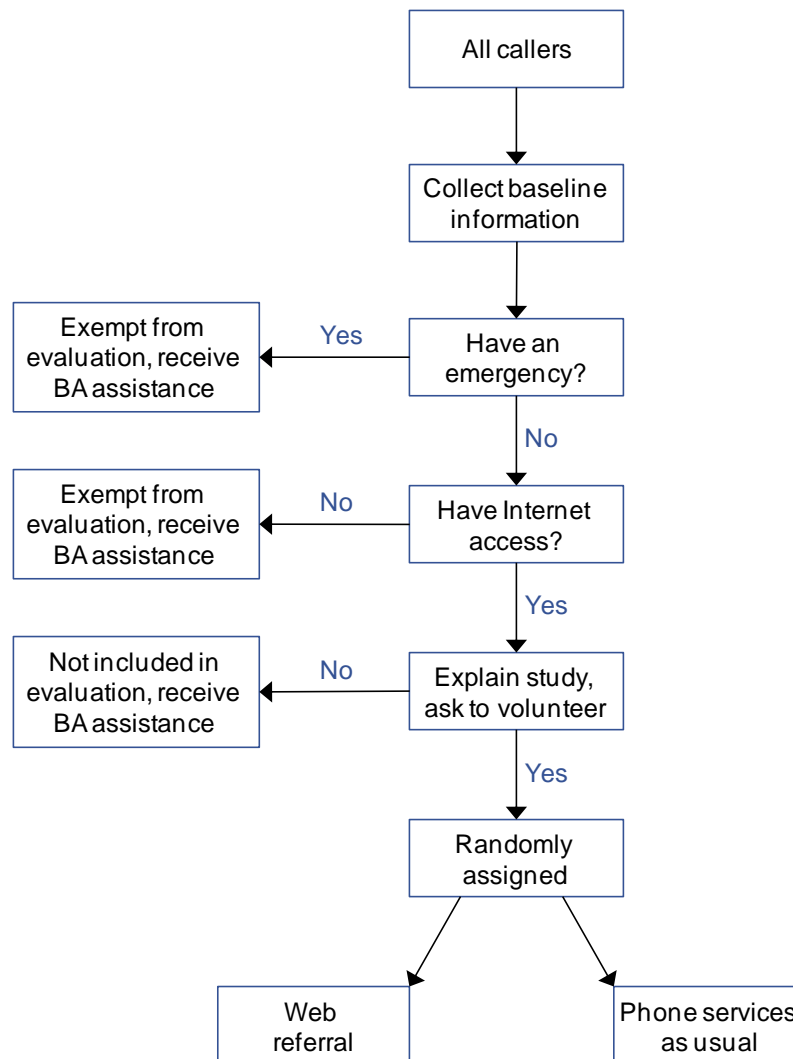 All callers
Collect baseline
information
Exempt from
evaluation, receive
BA assistance
Yes
Have an
emergency?
No
Exempt from
evaluation, receive
BA assistance
No
Have Internet
access?
Yes
Not included in
evaluation, receive
BA assistance
No
Explain study,
ask to volunteer
Yes
Randomly
assigned
Web
referral
Phone services
as usual